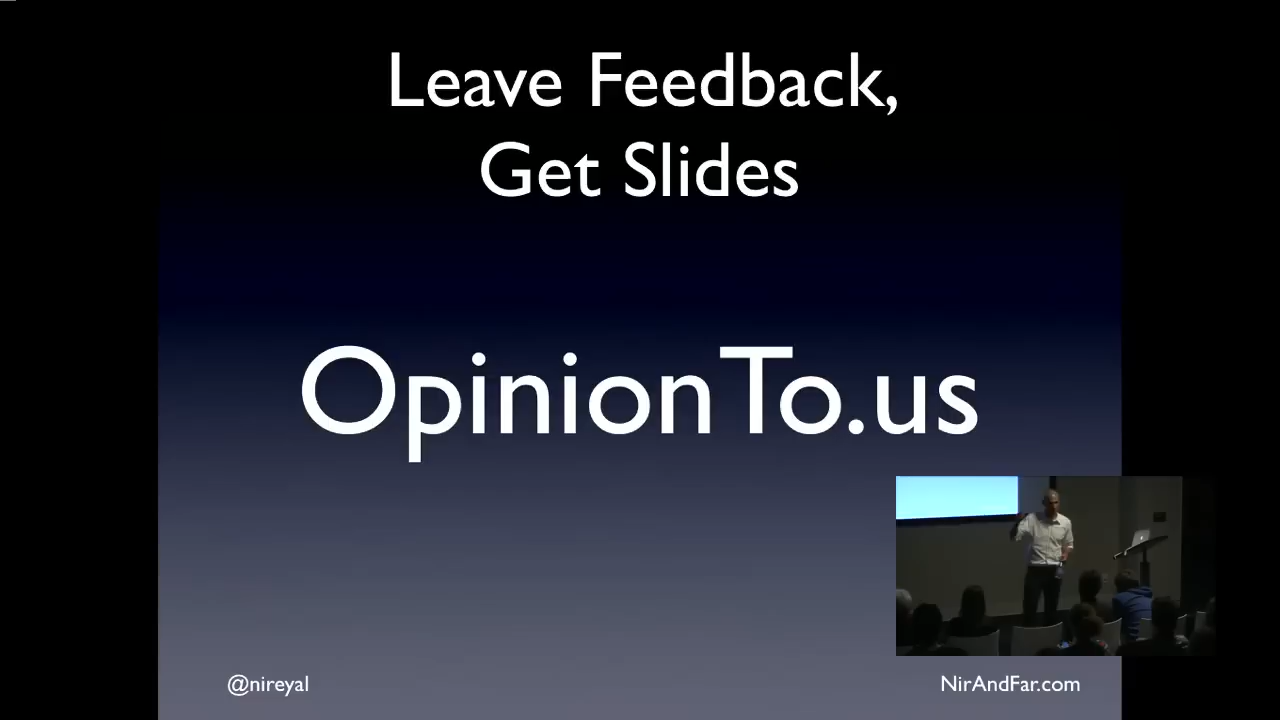 Leave Feedback,
Get Slides
OpinionTo.us
@nireyal
NirAndFar.com